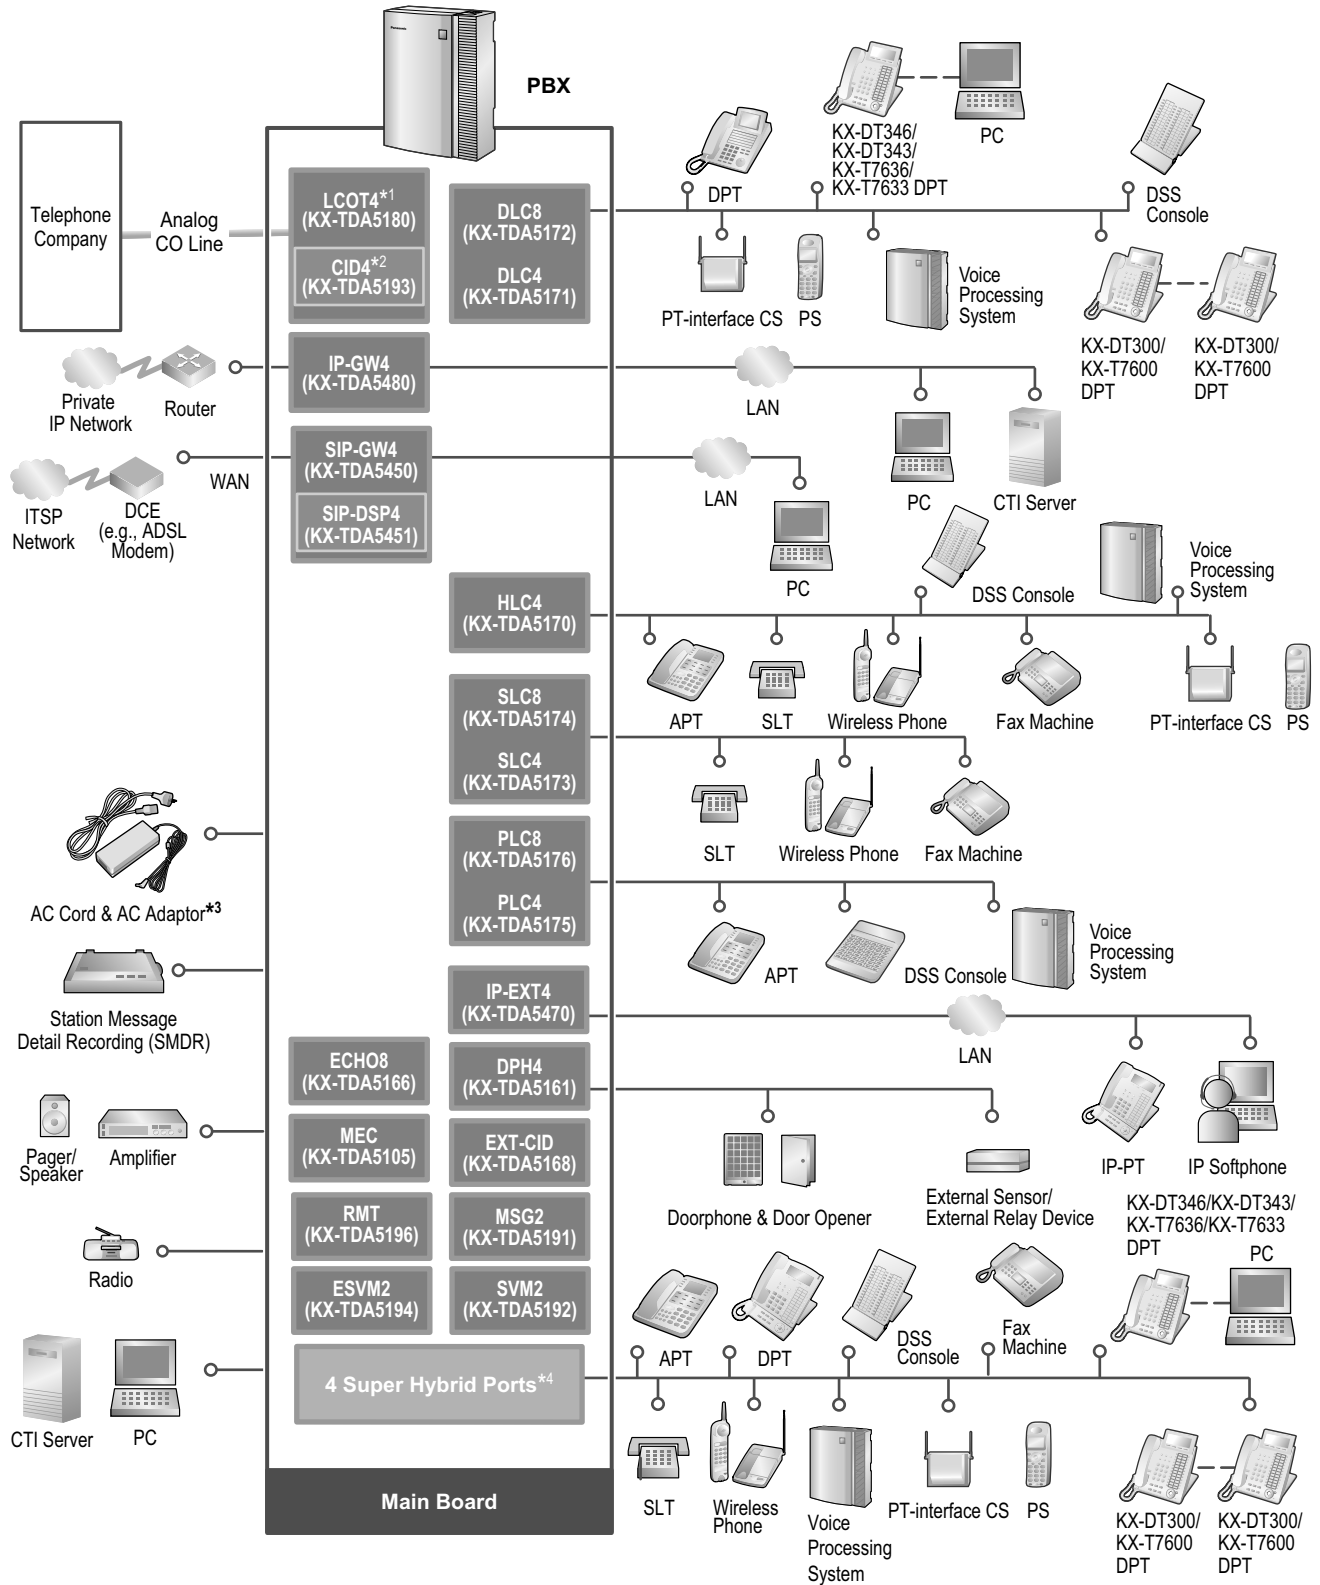 PBX
Telephone
Company
Analog
CO Line
LCOT4*1
(KX-TDA5180)
CID4*2
(KX-TDA5193)
DLC8
(KX-TDA5172)
DLC4
(KX-TDA5171)
DPT
KX-DT346/
KX-DT343/
KX-T7636/
KX-T7633 DPT
PC
DSS
Console
PT-interface CS
PS
Voice
Processing
System
KX-DT300/
KX-T7600
DPT
KX-DT300/
KX-T7600
DPT
Private
IP Network
Router
IP-GW4
(KX-TDA5480)
LAN
PC
CTI Server
ITSP
Network
DCE
(e.g., ADSL
Modem)
WAN
SIP-GW4
(KX-TDA5450)
SIP-DSP4
(KX-TDA5451)
LAN
PC
HLC4
(KX-TDA5170)
DSS Console
Voice
Processing
System
APT
SLT
Wireless Phone
Fax Machine
PT-interface CS
PS
SLC8
(KX-TDA5174)
SLC4
(KX-TDA5173)
SLT
Wireless Phone
Fax Machine
AC Cord & AC Adaptor*3
PLC8
(KX-TDA5176)
PLC4
(KX-TDA5175)
APT
DSS Console
Voice
Processing
System
Station Message
Detail Recording (SMDR)
IP-EXT4
(KX-TDA5470)
LAN
IP-PT
IP Softphone
ECHO8
(KX-TDA5166)
DPH4
(KX-TDA5161)
Doorphone & Door Opener
External Sensor/
External Relay Device
Pager/
Speaker
Amplifier
MEC
(KX-TDA5105)
EXT-CID
(KX-TDA5168)
Radio
RMT
(KX-TDA5196)
MSG2
(KX-TDA5191)
ESVM2
(KX-TDA5194)
SVM2
(KX-TDA5192)
CTI Server
PC
4 Super Hybrid Ports*4
APT
DPT
DSS
Console
Fax
Machine
KX-DT346/KX-DT343/
KX-T7636/KX-T7633
DPT
PC
SLT
Wireless
Phone
Voice
Processing
System
PT-interface CS
PS
KX-DT300/
KX-T7600
DPT
KX-DT300/
KX-T7600
DPT
Main Board